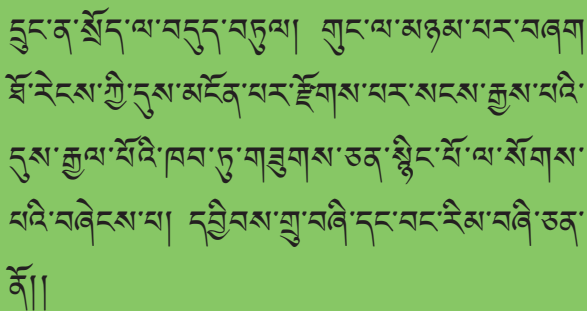 དྲུང་ན་སྲོད་ལ་བདུད་བཏུལ། གུང་ལ་མཉམ་པར་བཞག
ཐོ་རེངས་ཀྱི་དུས་མངོན་པར་རྫོགས་པར་སངས་རྒྱས་པའི་
དུས་རྒྱལ་པོའི་ཁབ་ཏུ་གཟུགས་ཅན་སྙིང་པོ་ལ་སོགས་
པའི་བཞེངས་པ། དབྱིབས་གྲུ་བཞི་དང་བང་རིམ་བཞི་ཅན་
ནོ།།